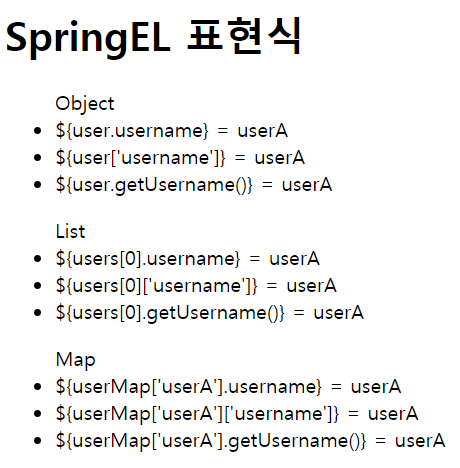 SpringEL 표현식
Object
${user.username} = userA
${user['username']} = userA
${user.getUsername()} = userA
List
${users[0].username} = userA
${users[0]['username']} = userA
${users[0].getUsername()} = userA
Map
${userMap['userA'].username} = userA
${userMap['userA']['username']} = userA
${userMap['userA'].getUsername()} = userA